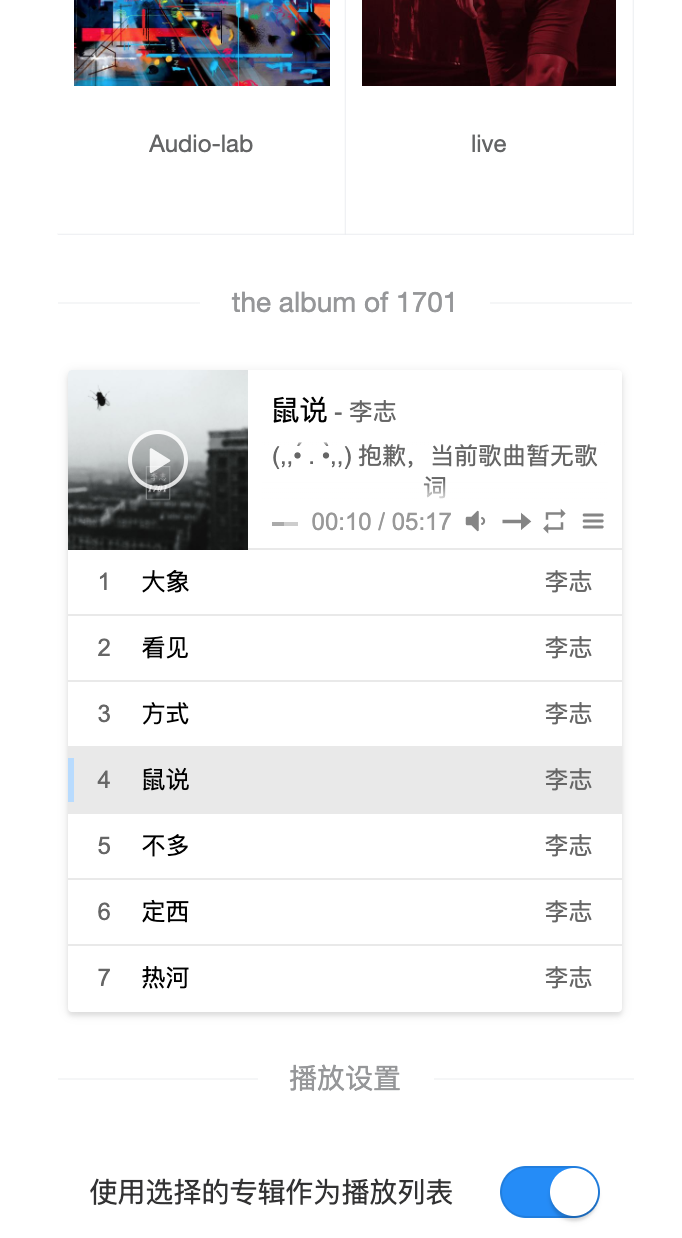 Audio-lab
live
the album of 1701
鼠说 - 李志
(,,•́ . •̀,,) 抱歉，当前歌曲暂无歌
词
00:10 / 05:17
1 大象 李志
2 看见 李志
3 方式 李志
4 鼠说 李志
5 不多 李志
6 定西 李志
7 热河 李志
播放设置
使用选择的专辑作为播放列表